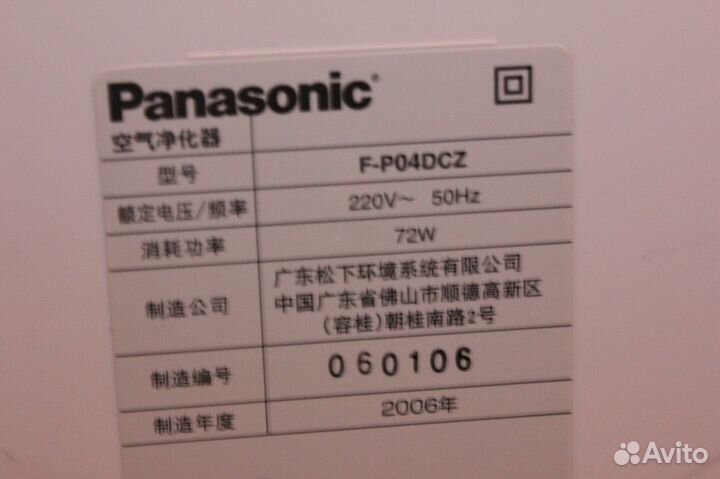 Panasonic
空气净化器
型号 F-P04DCZ
额定电压/频率 220V~ 50Hz
消耗功率 72W
制造公司 广东松下环境系统有限公司
中国广东省佛山市顺德高新区
(容桂)朝桂南路2号
制造编号 060106
制造年度 2006年
Avito